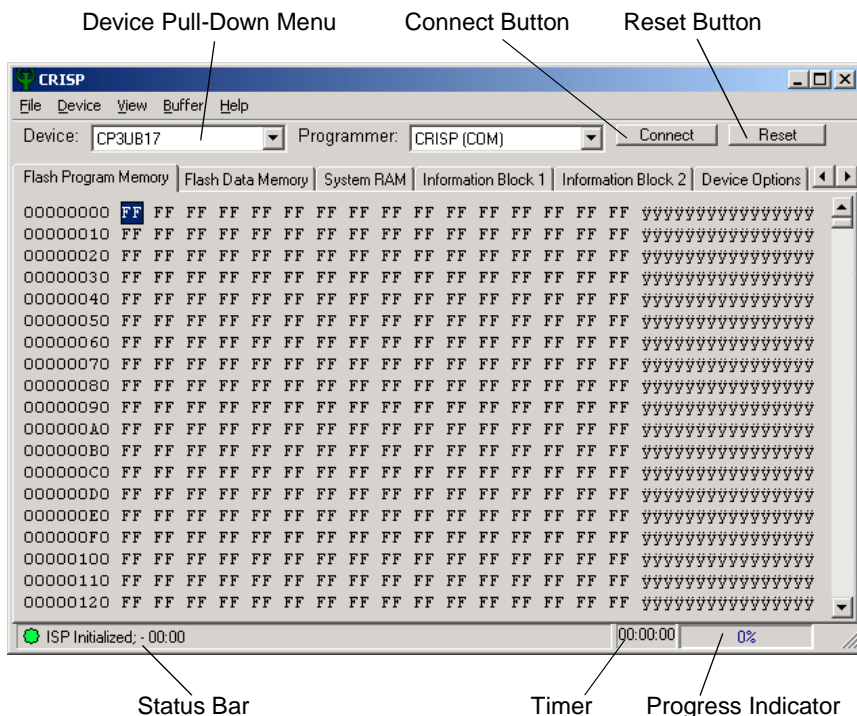 Device Pull-Down Menu Connect Button Reset Button
CRISP
File Device View Buffer Help
Device: CP3UB17 Programmer: CRISP (COM) Connect Reset
Flash Program Memory Flash Data Memory System RAM Information Block 1 Information Block 2 Device Options
00000000 FF FF FF FF FF FF FF FF FF FF FF FF FF FF FF FF ÿÿÿÿÿÿÿÿÿÿÿÿÿÿÿÿ
00000010 FF FF FF FF FF FF FF FF FF FF FF FF FF FF FF FF ÿÿÿÿÿÿÿÿÿÿÿÿÿÿÿÿ
00000020 FF FF FF FF FF FF FF FF FF FF FF FF FF FF FF FF ÿÿÿÿÿÿÿÿÿÿÿÿÿÿÿÿ
00000030 FF FF FF FF FF FF FF FF FF FF FF FF FF FF FF FF ÿÿÿÿÿÿÿÿÿÿÿÿÿÿÿÿ
00000040 FF FF FF FF FF FF FF FF FF FF FF FF FF FF FF FF ÿÿÿÿÿÿÿÿÿÿÿÿÿÿÿÿ
00000050 FF FF FF FF FF FF FF FF FF FF FF FF FF FF FF FF ÿÿÿÿÿÿÿÿÿÿÿÿÿÿÿÿ
00000060 FF FF FF FF FF FF FF FF FF FF FF FF FF FF FF FF ÿÿÿÿÿÿÿÿÿÿÿÿÿÿÿÿ
00000070 FF FF FF FF FF FF FF FF FF FF FF FF FF FF FF FF ÿÿÿÿÿÿÿÿÿÿÿÿÿÿÿÿ
00000080 FF FF FF FF FF FF FF FF FF FF FF FF FF FF FF FF ÿÿÿÿÿÿÿÿÿÿÿÿÿÿÿÿ
00000090 FF FF FF FF FF FF FF FF FF FF FF FF FF FF FF FF ÿÿÿÿÿÿÿÿÿÿÿÿÿÿÿÿ
000000A0 FF FF FF FF FF FF FF FF FF FF FF FF FF FF FF FF ÿÿÿÿÿÿÿÿÿÿÿÿÿÿÿÿ
000000B0 FF FF FF FF FF FF FF FF FF FF FF FF FF FF FF FF ÿÿÿÿÿÿÿÿÿÿÿÿÿÿÿÿ
000000C0 FF FF FF FF FF FF FF FF FF FF FF FF FF FF FF FF ÿÿÿÿÿÿÿÿÿÿÿÿÿÿÿÿ
000000D0 FF FF FF FF FF FF FF FF FF FF FF FF FF FF FF FF ÿÿÿÿÿÿÿÿÿÿÿÿÿÿÿÿ
000000E0 FF FF FF FF FF FF FF FF FF FF FF FF FF FF FF FF ÿÿÿÿÿÿÿÿÿÿÿÿÿÿÿÿ
000000F0 FF FF FF FF FF FF FF FF FF FF FF FF FF FF FF FF ÿÿÿÿÿÿÿÿÿÿÿÿÿÿÿÿ
00000100 FF FF FF FF FF FF FF FF FF FF FF FF FF FF FF FF ÿÿÿÿÿÿÿÿÿÿÿÿÿÿÿÿ
00000110 FF FF FF FF FF FF FF FF FF FF FF FF FF FF FF FF ÿÿÿÿÿÿÿÿÿÿÿÿÿÿÿÿ
00000120 FF FF FF FF FF FF FF FF FF FF FF FF FF FF FF FF ÿÿÿÿÿÿÿÿÿÿÿÿÿÿÿÿ
ISP Initialized; - 00:00 00:00:00 0%
Status Bar Timer Progress Indicator